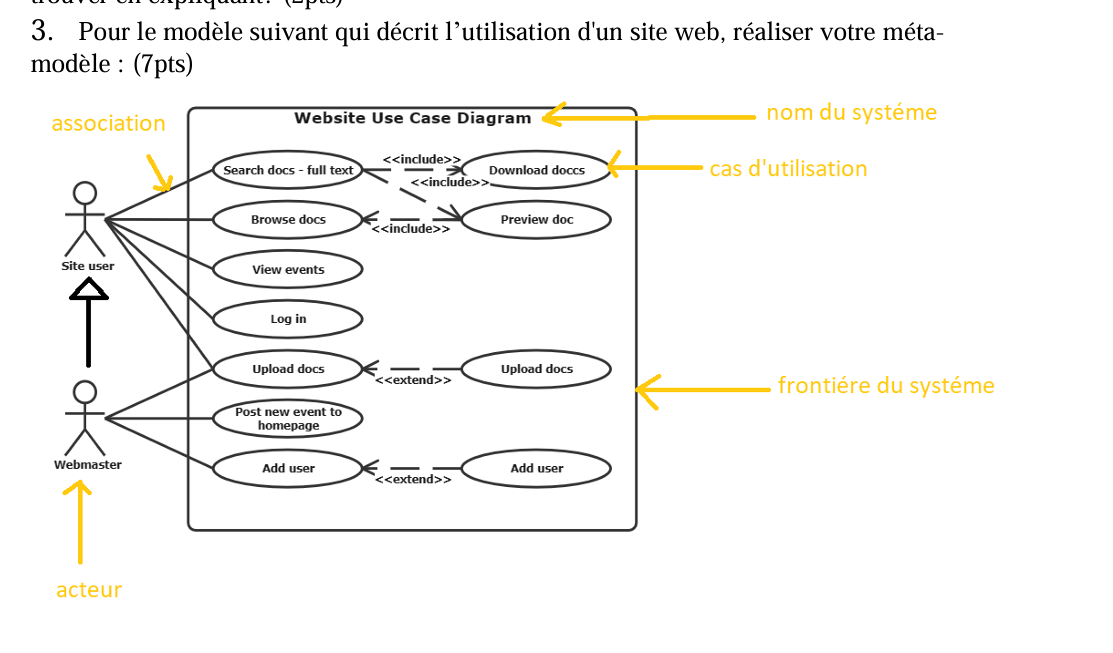 trouver en expliquant? (2pts)
3. Pour le modèle suivant qui décrit l’utilisation d'un site web, réaliser votre méta-
modèle : (7pts)
association
Website Use Case Diagram
nom du systéme
Search docs - full text
<<include>>
Download doccs
cas d'utilisation
<<include>>
Browse docs
<<include>>
Preview doc
Site user
View events
Log in
Upload docs
<<extend>>
Upload docs
frontiére du systéme
Post new event to
homepage
Webmaster
Add user
<<extend>>
Add user
acteur